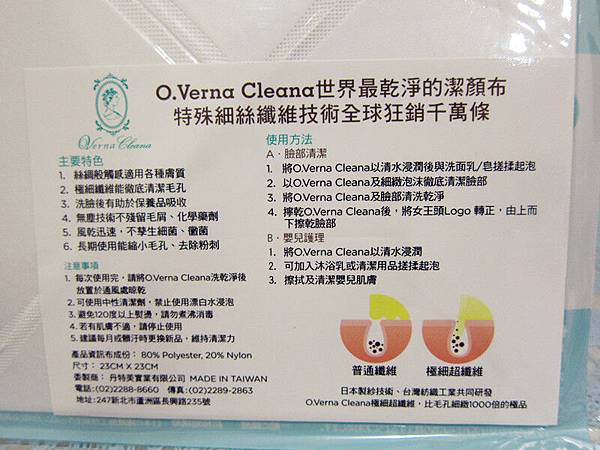 O.Verna Cleana世界最乾淨的潔顏布
特殊細絲纖維技術全球狂銷千萬條
Verna Cleana
主要特色
1. 絲綢般觸感適用各種膚質
2. 極細纖維能徹底清潔毛孔
3. 洗臉後有助於保養品吸收
4. 無塵技術不殘留毛屑、化學藥劑
5. 風乾迅速，不孳生細菌、黴菌
6. 長期使用能縮小毛孔、去除粉刺
注意事項
1. 每次使用完，請將O.Verna Cleana洗乾淨後
放置於通風處晾乾
2. 可使用中性清潔劑，禁止使用漂白水浸泡
3. 避免120度以上熨燙，請勿煮沸消毒
4. 若有肌膚不適，請停止使用
5. 建議每月或髒汙時更換新品，維持清潔力
產品資訊布成份： 80% Polyester, 20% Nylon
尺寸： 23CM X 23CM
委製商： 丹特美實業有限公司 MADE IN TAIWAN
電話:(02)2288-8660 傳真:(02)2289-2863
地址:247新北市蘆洲區長興路235號
使用方法
A．臉部清潔
1. 將O.Verna Cleana以清水浸潤後與洗面乳/皂搓揉起泡
2. 以O.Verna Cleana及細緻泡沫徹底清潔臉部
3. 將O.Verna Cleana及臉部清洗乾淨
4. 擰乾O.Verna Cleana後，將女王頭Logo 轉正，由上而
下擦乾臉部
B．嬰兒護理
1. 將O.Verna Cleana以清水浸潤
2. 可加入沐浴乳或清潔用品搓揉起泡
3. 擦拭及清潔嬰兒肌膚
普通纖維
極細超纖維
日本製紗技術、台灣紡織工業共同研發
O.Verna Cleana極細超纖維，比毛孔細緻1000倍的極品